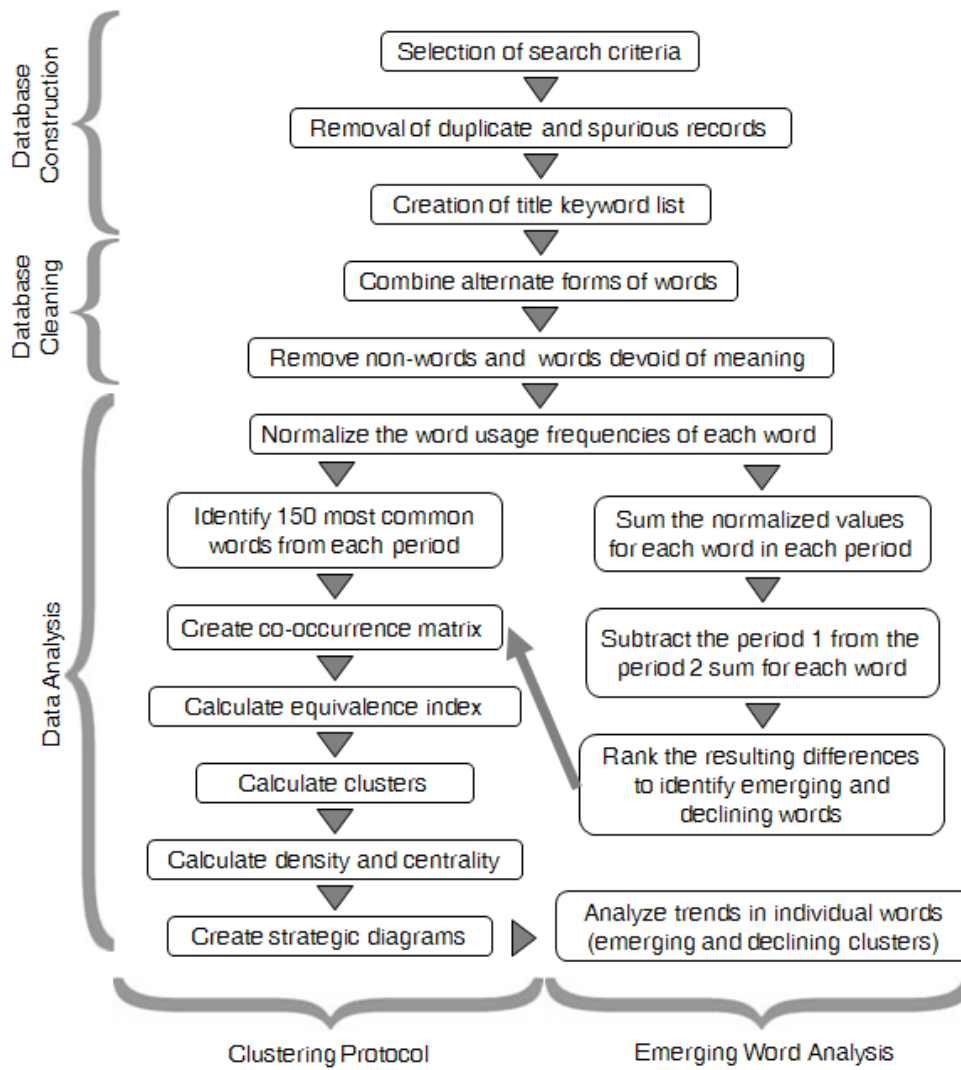 Database
Construction
Selection of search criteria
Removal of duplicate and spurious records
Creation of title keyword list
Database
Cleaning
Combine alternate forms of words
Remove non-words and words devoid of meaning
Data Analysis
Normalize the word usage frequencies of each word
Identify 150 most common
words from each period
Create co-occurrence matrix
Calculate equivalence index
Calculate clusters
Calculate density and centrality
Create strategic diagrams
Sum the normalized values
for each word in each period
Subtract the period 1 from the
period 2 sum for each word
Rank the resulting differences
to identify emerging and
declining words
Analyze trends in individual words
(emerging and declining clusters)
Clustering Protocol
Emerging Word Analysis